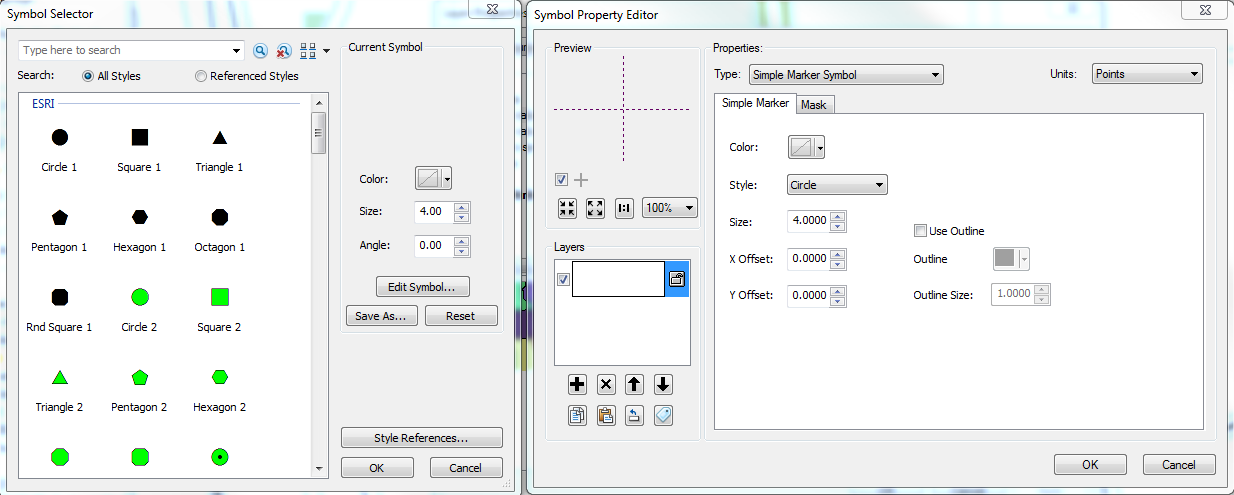 Symbol Selector
Type here to search
Search:
All Styles
Referenced Styles
ESRI
Circle 1
Square 1
Triangle 1
Pentagon 1
Hexagon 1
Octagon 1
Rnd Square 1
Circle 2
Square 2
Triangle 2
Pentagon 2
Hexagon 2
Current Symbol
Color:
Size:
4.00
Angle:
0.00
Edit Symbol...
Save As...
Reset
Style References...
OK
Cancel
Symbol Property Editor
Preview
1:1
100%
Layers
Properties:
Type:
Simple Marker Symbol
Units:
Points
Simple Marker
Mask
Color:
Style:
Circle
Size:
4.0000
Use Outline
X Offset:
0.0000
Outline
Y Offset:
0.0000
Outline Size:
1.0000
OK
Cancel